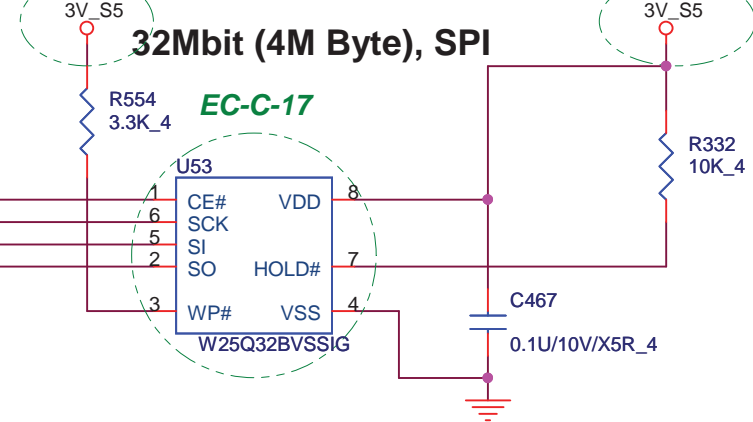 3V_S5
3V_S5
32Mbit (4M Byte), SPI
R554
3.3K_4
EC-C-17
R332
10K_4
U53
1
CE#
VDD
8
6
SCK
5
SI
2
SO
HOLD#
7
3
WP#
VSS
4
W25Q32BVSSIG
C467
0.1U/10V/X5R_4